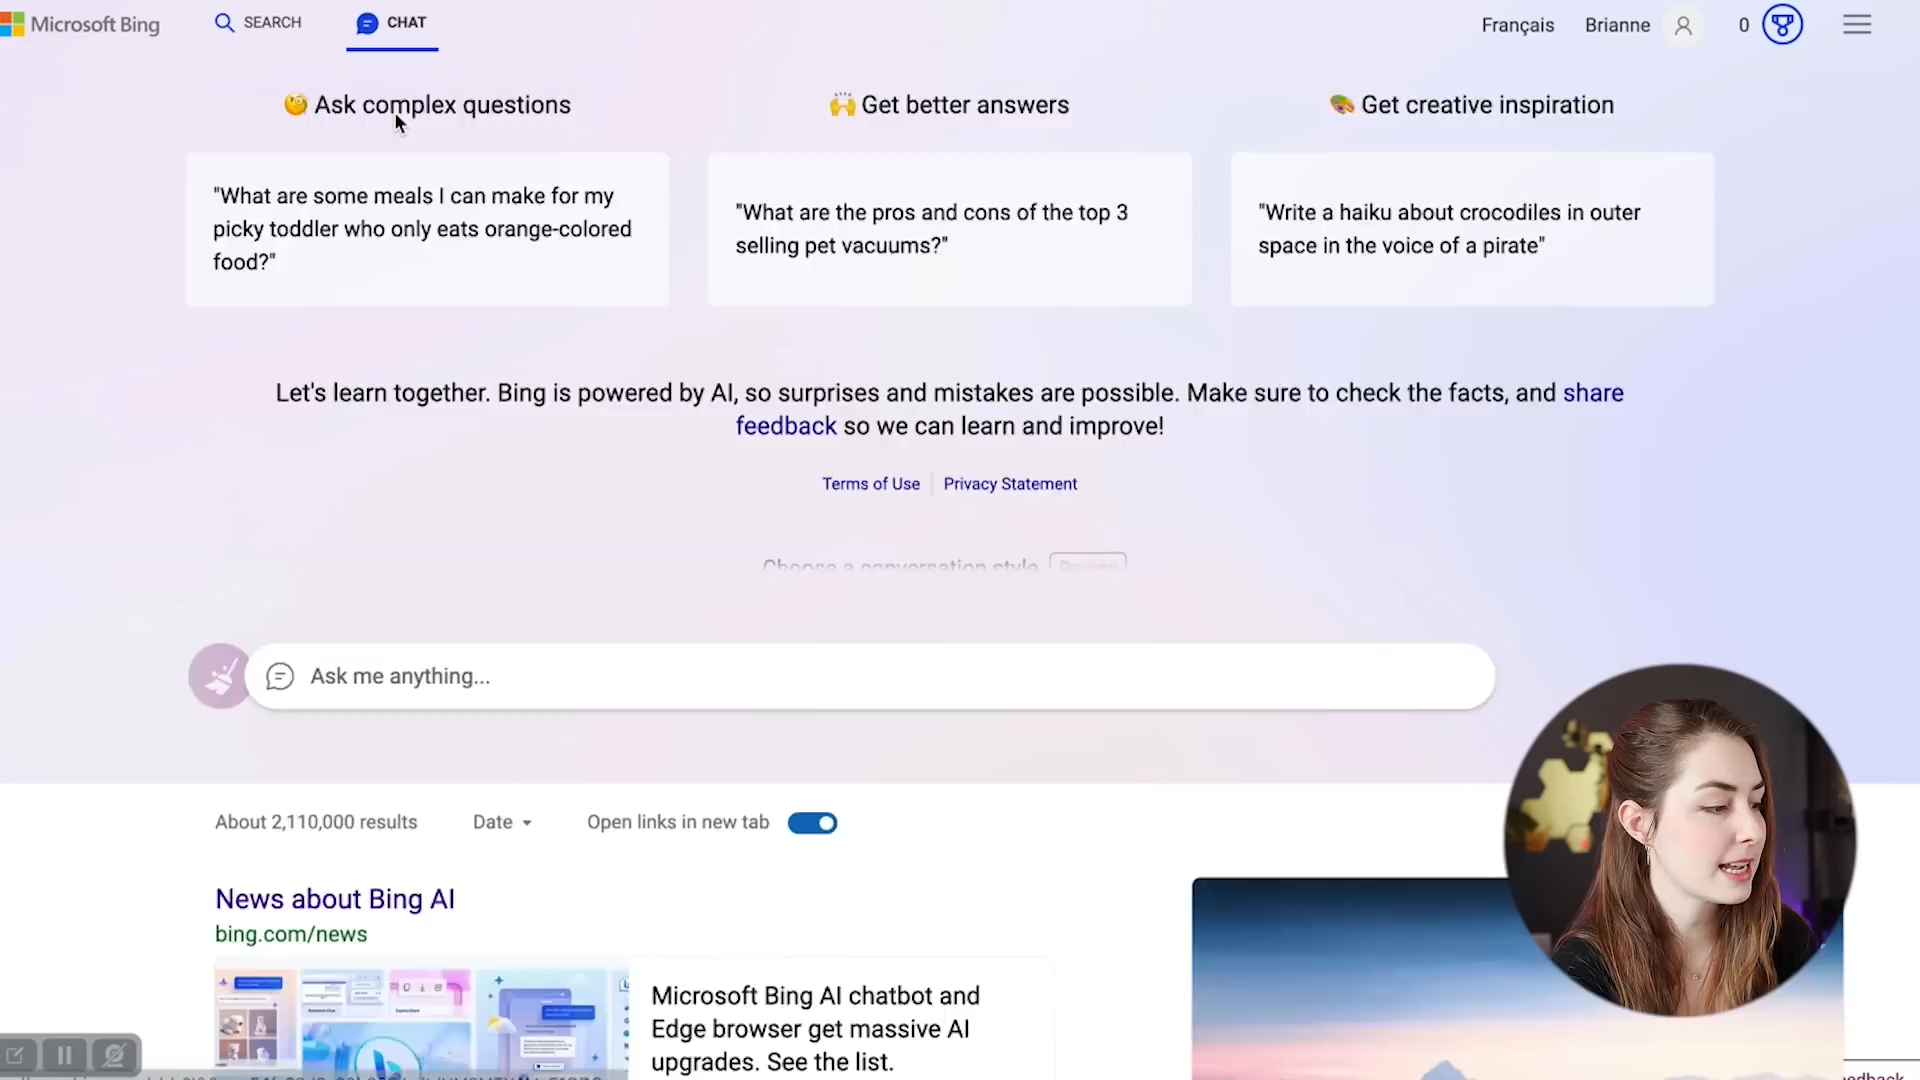 Microsoft Bing
SEARCH
CHAT
Français
Brianne
0
Ask complex questions
Get better answers
Get creative inspiration
"What are some meals I can make for my
picky toddler who only eats orange-colored
food?"
"What are the pros and cons of the top 3
selling pet vacuums?"
"Write a haiku about crocodiles in outer
space in the voice of a pirate"
Let's learn together. Bing is powered by AI, so surprises and mistakes are possible. Make sure to check the facts, and share
feedback so we can learn and improve!
Terms of Use
Privacy Statement
Choose a conversation style
Preview
Ask me anything...
About 2,110,000 results
Date
Open links in new tab
News about Bing AI
bing.com/news
Microsoft Bing AI chatbot and
Edge browser get massive AI
upgrades. See the list.